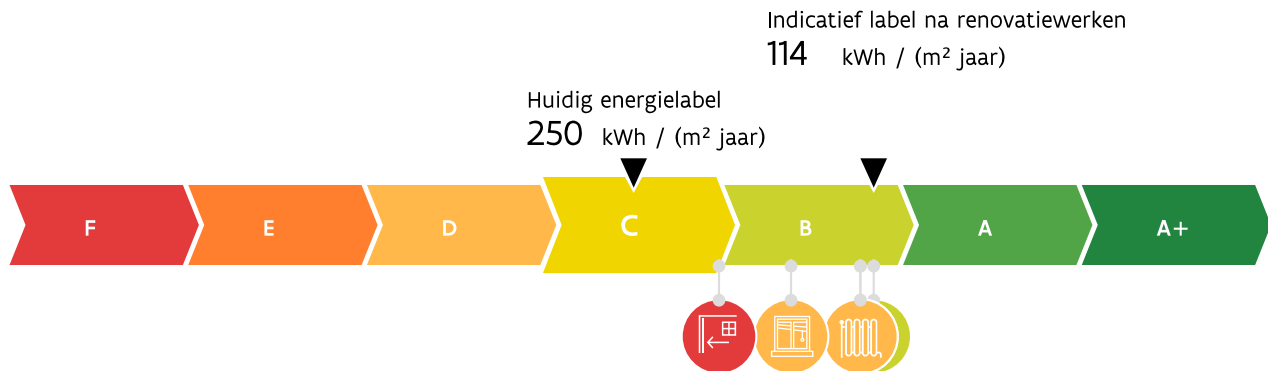 Indicatief label na renovatiewerken
114 kWh / (m² jaar)
Huidig energielabel
250 kWh / (m² jaar)
F E D C B A A+